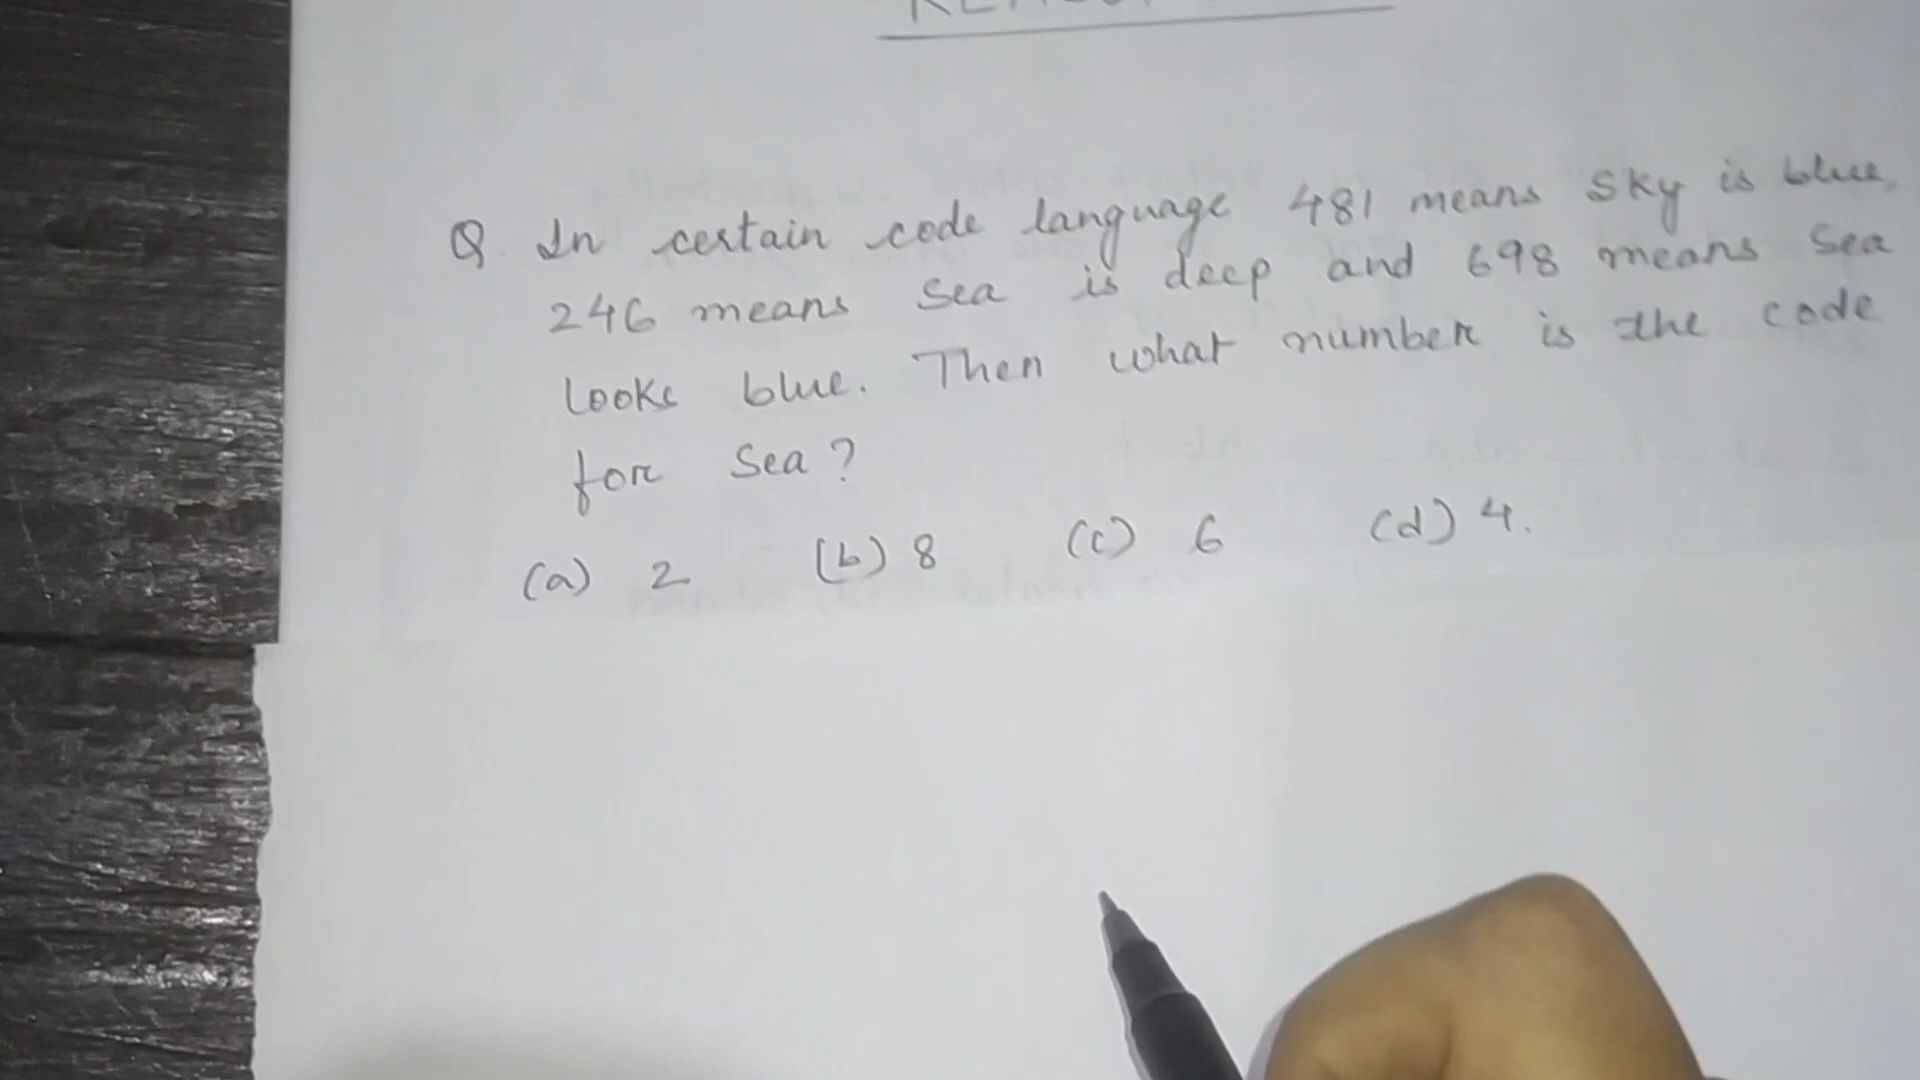 Q. In certain code language 481 means sky is blue,
246 means Sea is deep and 698 means Sea
looks blue. Then what number is the code
for Sea?
(a) 2 (b) 8 (c) 6 (d) 4.